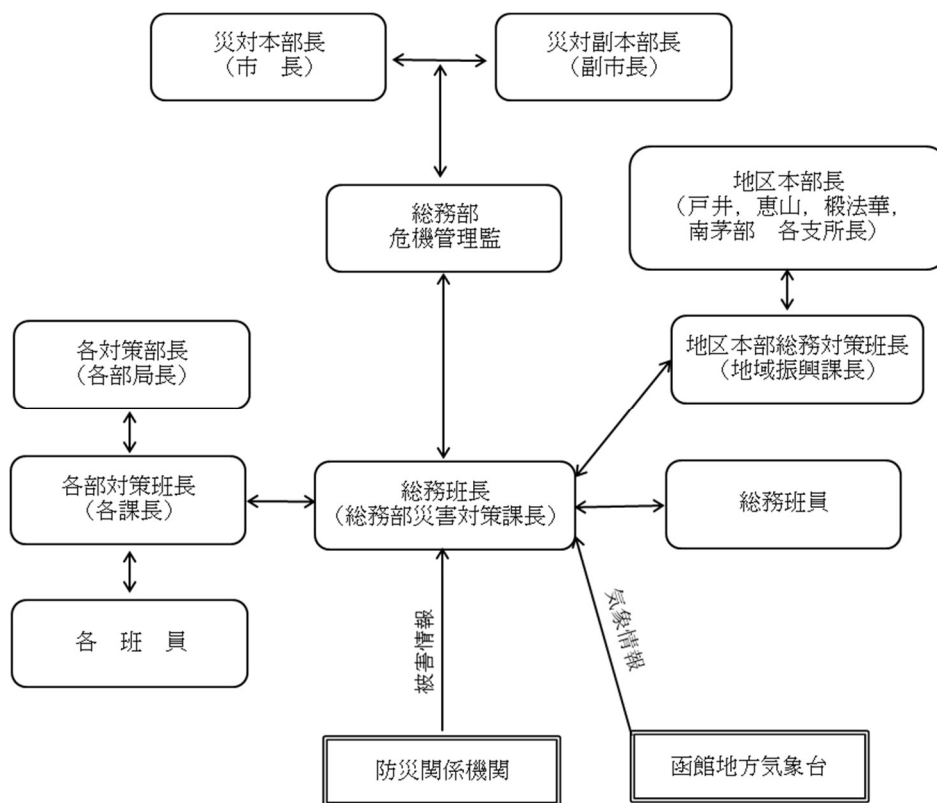 災対本部長
(市　長)
災対副本部長
(副市長)
地区本部長
(戸井，恵山，椴法華，
南茅部　各支所長)
総務部
危機管理監
各対策部長
(各部局長)
地区本部総務対策班長
(地域振興課長)
各部対策班長
(各課長)
総務班長
(総務部災害対策課長)
総務班員
各　班　員
被害情報
気象情報
防災関係機関
函館地方気象台